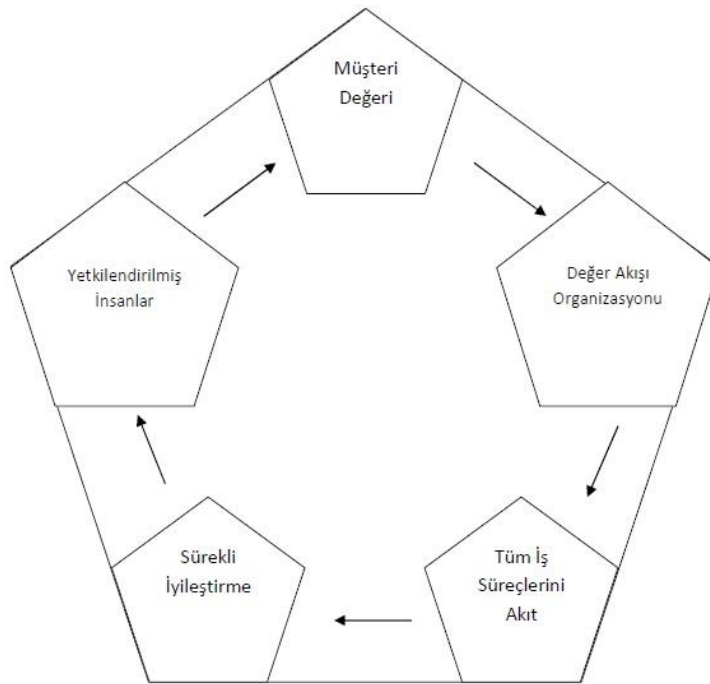 Müşteri
Değeri
Yetkilendirilmiş
İnsanlar
Değer Akışı
Organizasyonu
Sürekli
İyileştirme
Tüm İş
Süreçlerini
Akıt